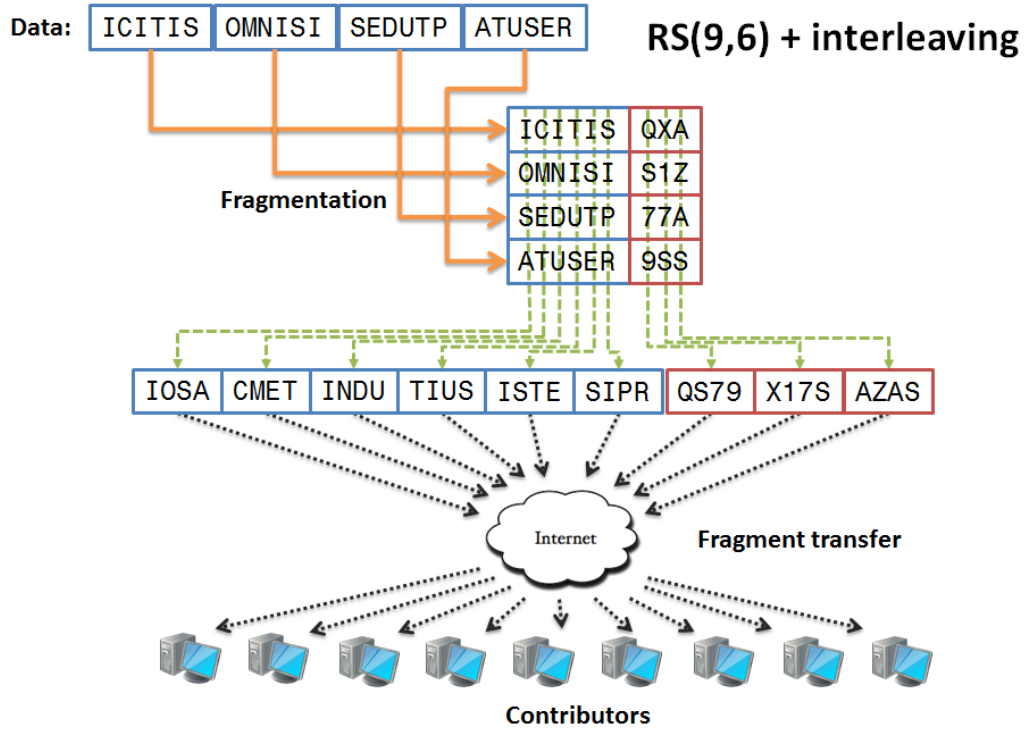 Data: ICITIS OMNISI SEDUTP ATUSER
RS(9,6) + interleaving
ICITIS QXA
OMNISI S1Z
Fragmentation
SEDUTP 77A
ATUSER 9SS
IOSA CMET INDU TIUS ISTE SIPR QS79 X17S AZAS
Internet
Fragment transfer
Contributors